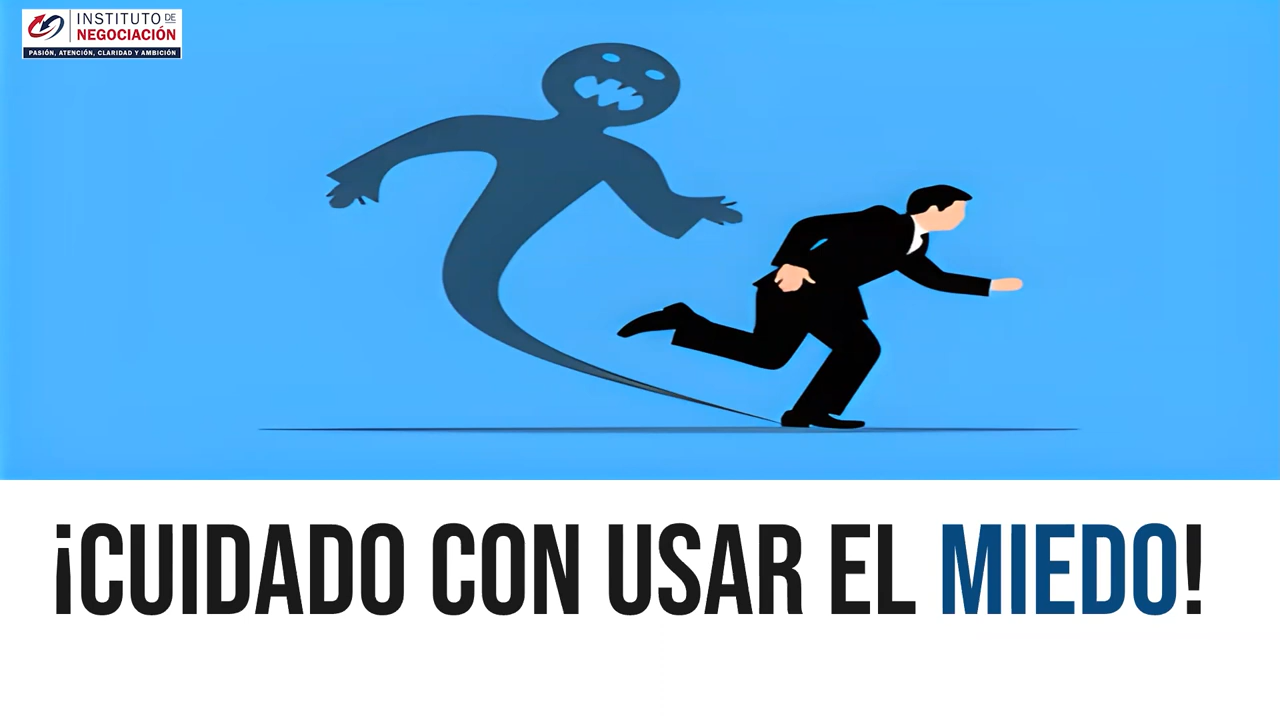 INSTITUTO DE
NEGOCIACIÓN
PASIÓN, ATENCIÓN, CLARIDAD Y AMBICIÓN
¡CUIDADO CON USAR EL MIEDO!